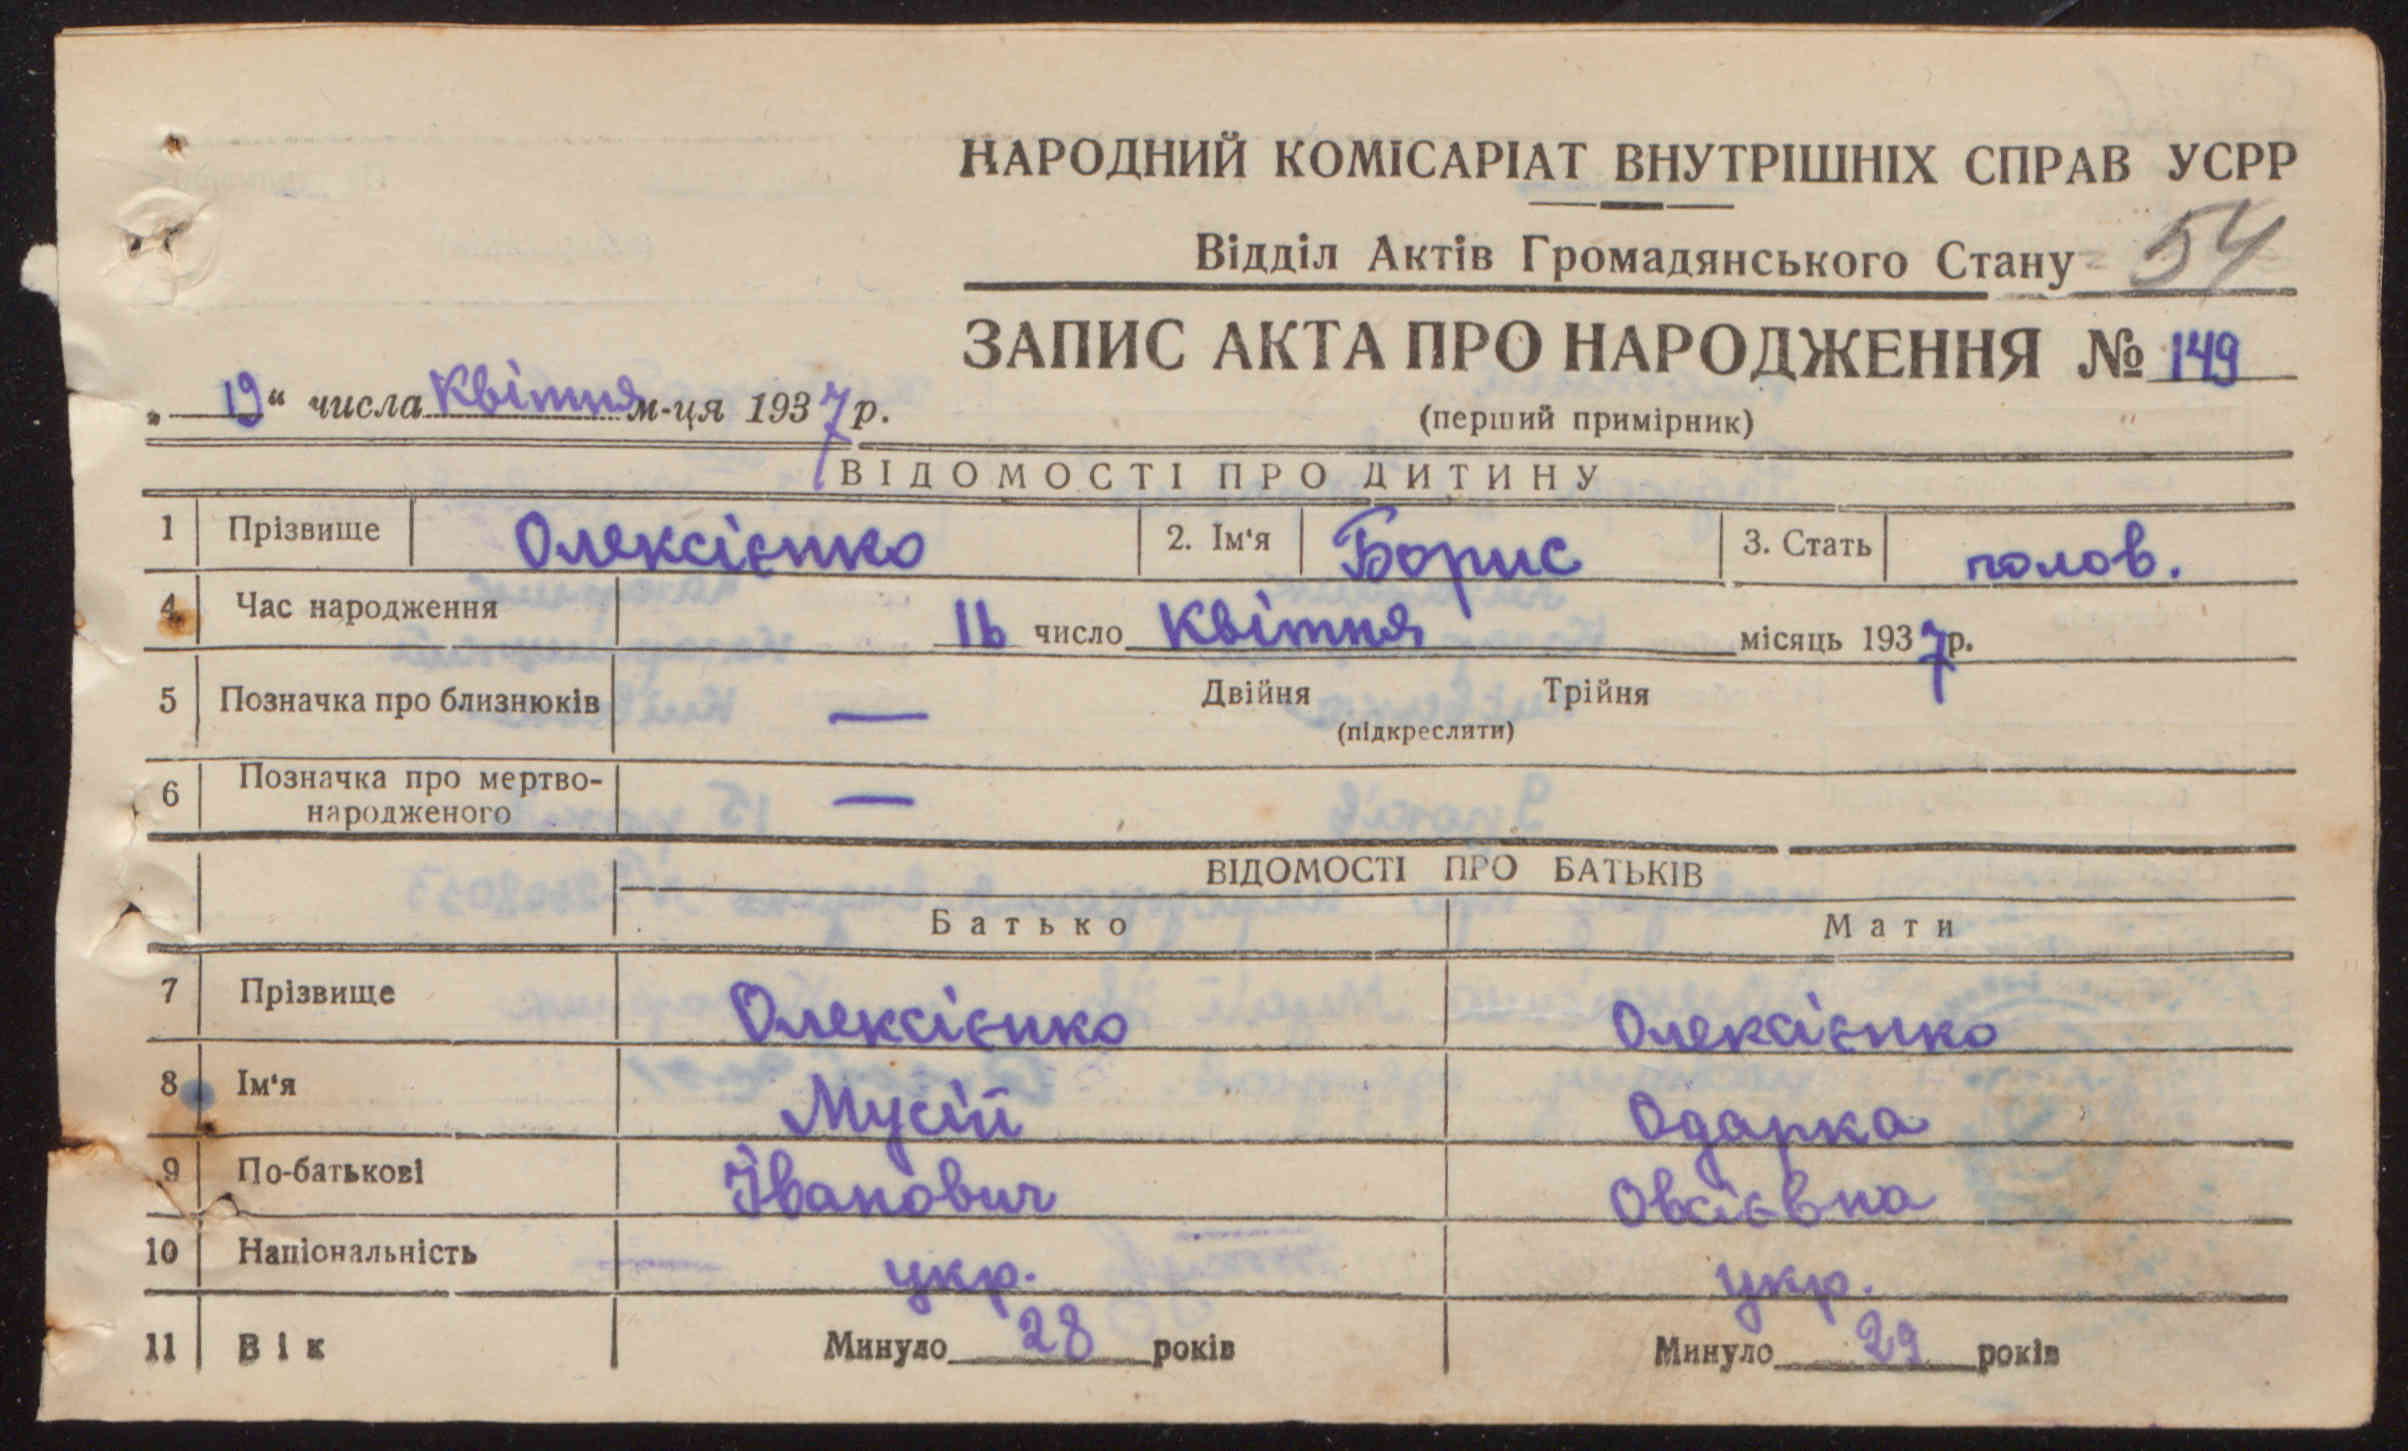 НАРОДНИЙ КОМІСАРІАТ ВНУТРІШНІХ СПРАВ УСРР
Відділ Актів Громадянського Стану 54
ЗАПИС АКТА ПРО НАРОДЖЕННЯ № 149
„ 19 “ числа Квітня м-ця 1937 р.
(перший примірник)
ВІДОМОСТІ ПРО ДИТИНУ
1 Прізвище Олексієнко 2. Ім'я Борис 3. Стать чолов.
4 Час народження 16 число Квітня місяць 1937 р.
5 Позначка про близнюків — Двійня Трійня
(підкреслити)
6 Позначка про мертво-
народженого —
ВІДОМОСТІ ПРО БАТЬКІВ
Батько Мати
7 Прізвище Олексієнко Олексієнко
8 Ім'я Мусій Одарка
9 По-батькові Іванович Овсієвна
10 Національність укр. укр.
11 Вік Минуло 28 років Минуло 29 років